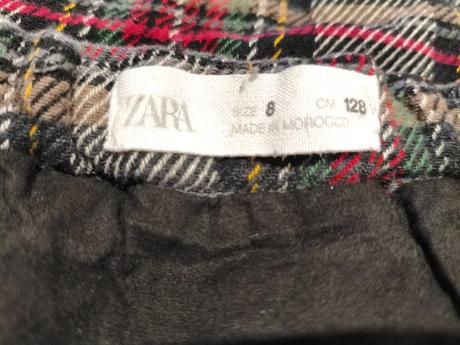 ZARA
SIZE 8 CM 128
MADE IN MOROCCO